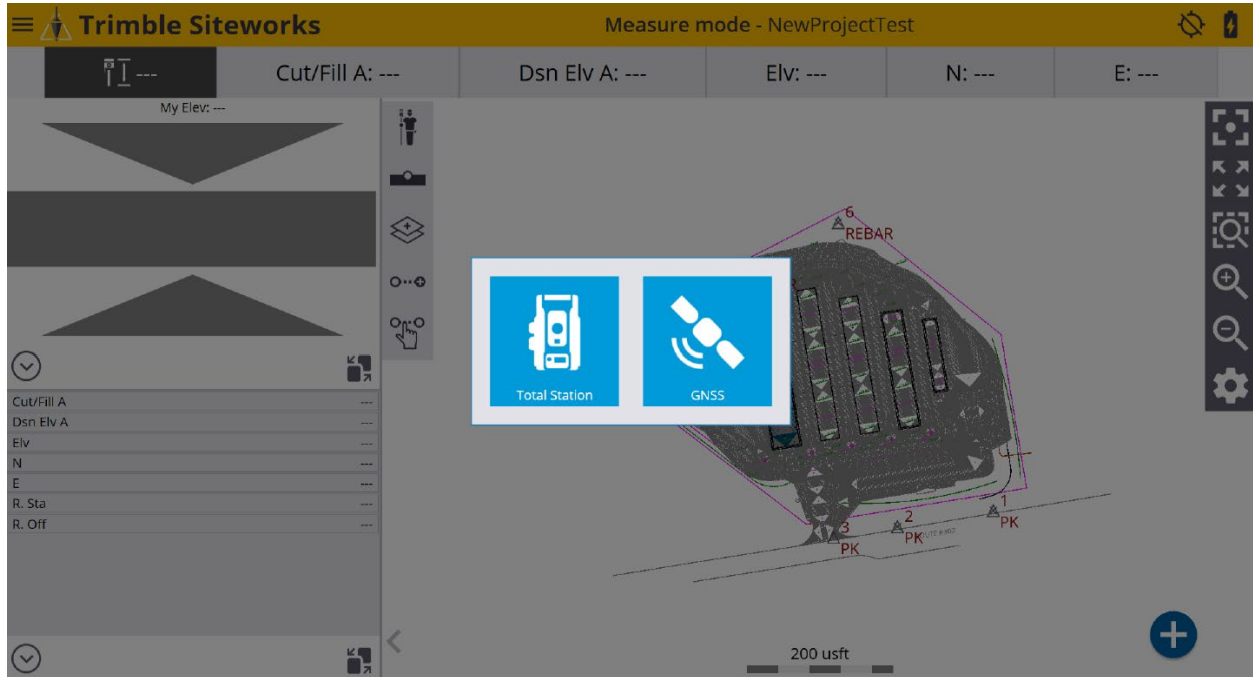 Trimble Siteworks
Measure mode - NewProjectTest
---
Cut/Fill A: ---
Dsn Elv A: ---
Elv: ---
N: ---
E: ---
My Elev: ---
Cut/Fill A ---
Dsn Elv A ---
Elv ---
N ---
E ---
R. Sta ---
R. Off ---
Total Station
GNSS
6
REBAR
1
PK
2
PK
3
PK
200 usft